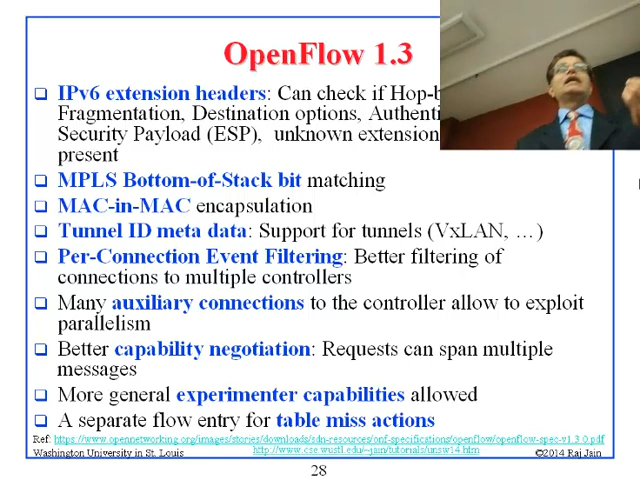 OpenFlow 1.3
IPv6 extension headers: Can check if Hop-b
Fragmentation, Destination options, Authenti
Security Payload (ESP), unknown extension
present
MPLS Bottom-of-Stack bit matching
MAC-in-MAC encapsulation
Tunnel ID meta data: Support for tunnels (VxLAN, …)
Per-Connection Event Filtering: Better filtering of
connections to multiple controllers
Many auxiliary connections to the controller allow to exploit
parallelism
Better capability negotiation: Requests can span multiple
messages
More general experimenter capabilities allowed
A separate flow entry for table miss actions
Ref: https://www.opennetworking.org/images/stories/downloads/sdn-resources/onf-specifications/openflow/openflow-spec-v1.3.0.pdf
Washington University in St. Louis http://www.cse.wustl.edu/~jain/tutorials/unsw14.htm ©2014 Raj Jain
28